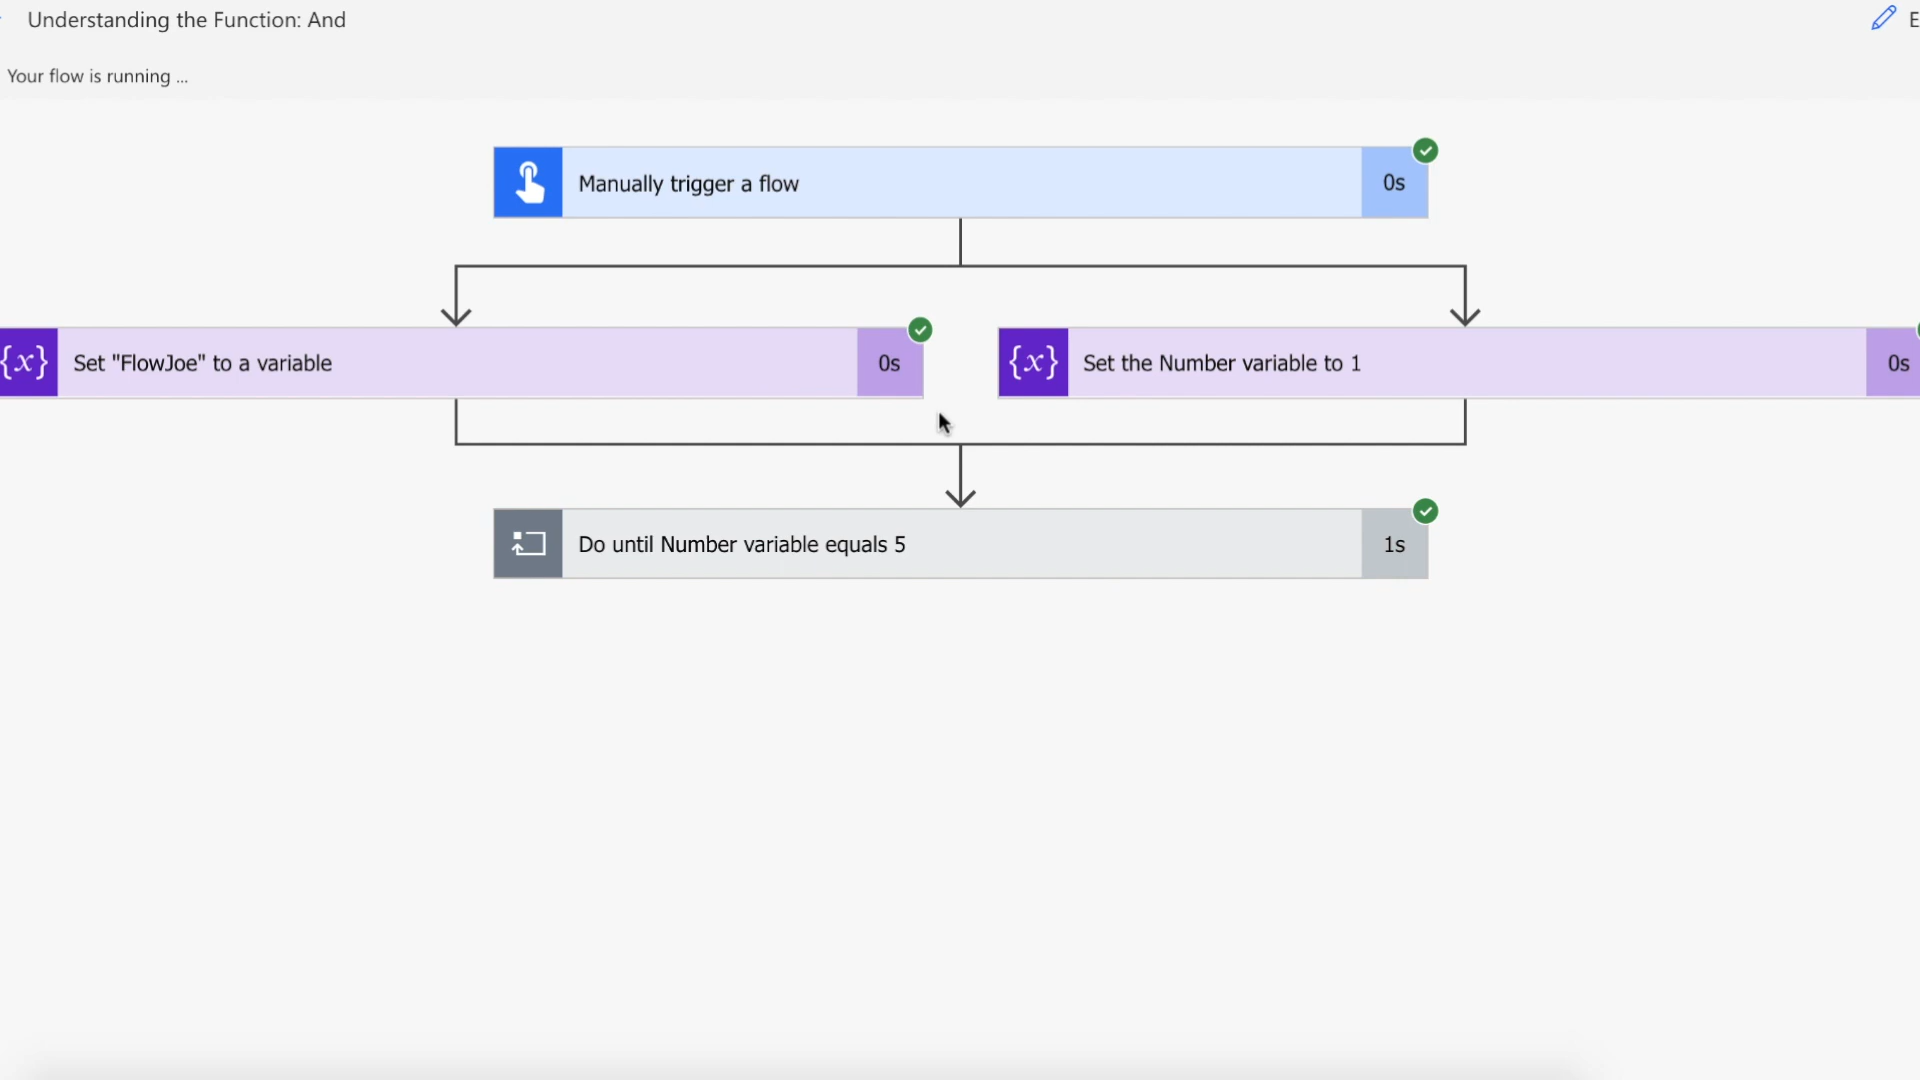 Understanding the Function: And
Your flow is running ...
Manually trigger a flow
0s
{x}
Set "FlowJoe" to a variable
0s
{x}
Set the Number variable to 1
0s
Do until Number variable equals 5
1s